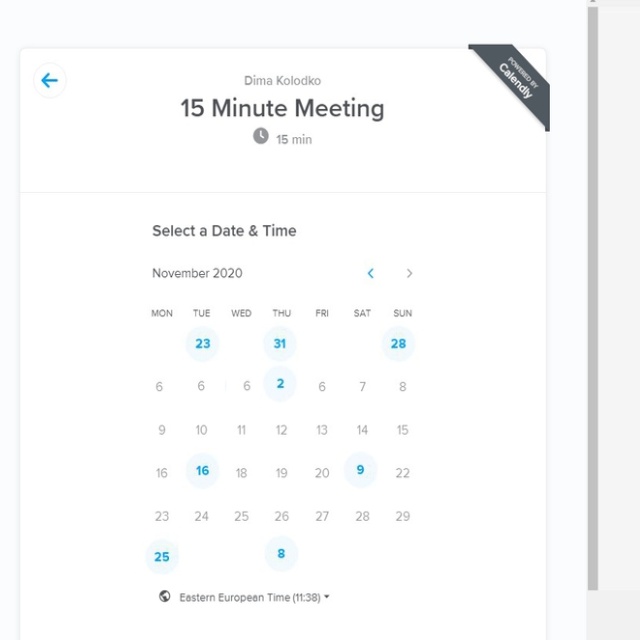 POWERED BY
Calendly
Dima Kolodko
15 Minute Meeting
15 min
Select a Date & Time
November 2020
MON TUE WED THU FRI SAT SUN
23 31 28
6 6 6 2 6 7 8
9 10 11 12 13 14 15
16 16 18 19 20 9 22
23 24 25 26 27 28 29
25 8
Eastern European Time (11:38)